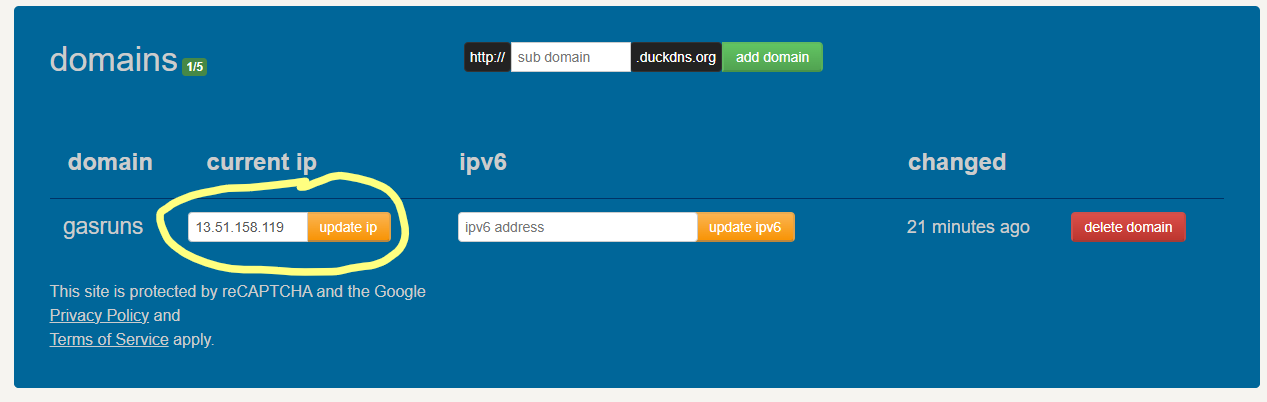 domains 1/5 http:// sub domain .duckdns.org add domain
domain current ip ipv6 changed
gasruns 13.51.158.119 update ip ipv6 address update ipv6 21 minutes ago delete domain
This site is protected by reCAPTCHA and the Google
Privacy Policy and
Terms of Service apply.